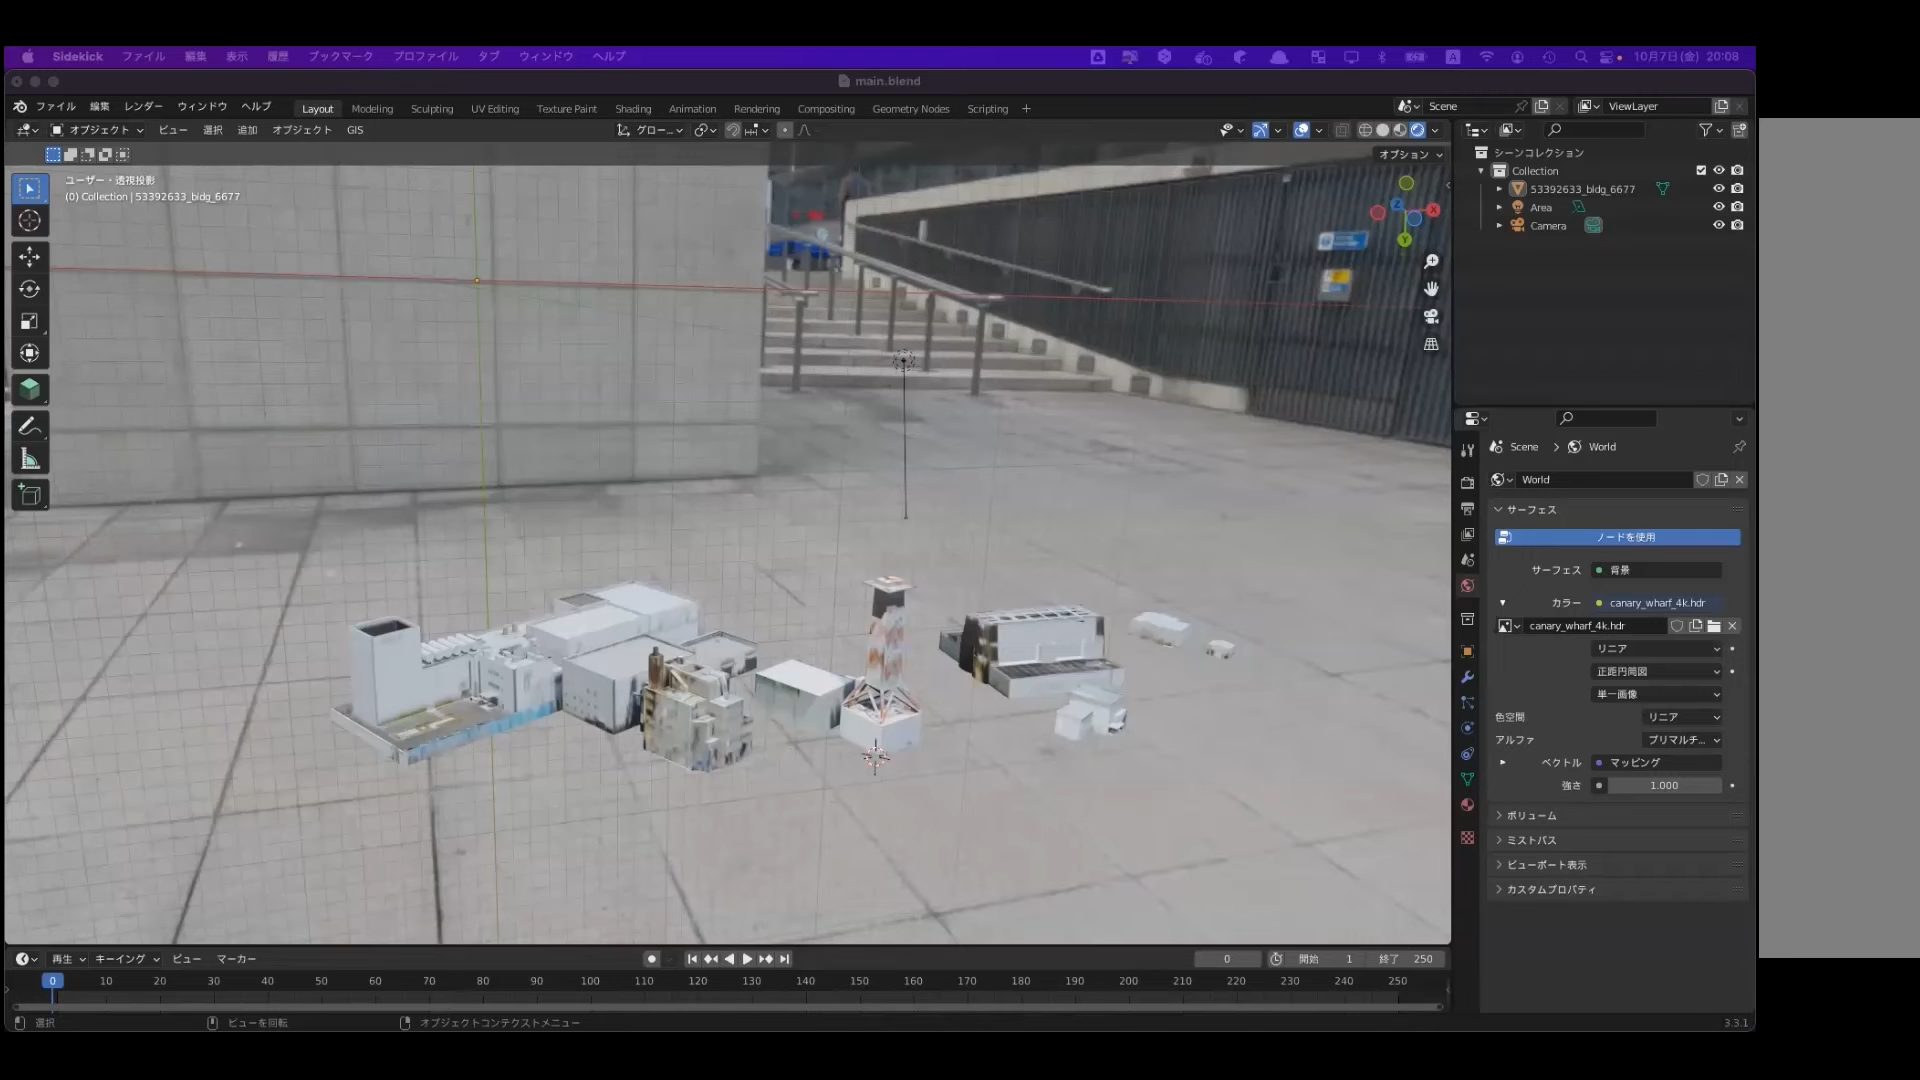 Sidekick ファイル 編集 表示 履歴 ブックマーク プロファイル タブ ウィンドウ ヘルプ A 10月7日(金) 20:08
main.blend
ファイル 編集 レンダー ウィンドウ ヘルプ Layout Modeling Sculpting UV Editing Texture Paint Shading Animation Rendering Compositing Geometry Nodes Scripting + Scene ViewLayer
オブジェクト ビュー 選択 追加 オブジェクト GIS グロー...
オプション
ユーザー・透視投影
(0) Collection | 53392633_bldg_6677
X
Y
Z
シーンコレクション
Collection
53392633_bldg_6677
Area
Camera
Scene > World
World
サーフェス
ノードを使用
サーフェス 背景
カラー canary_wharf_4k.hdr
canary_wharf_4k.hdr
リニア
正距円筒図
単一画像
色空間 リニア
アルファ プリマルチ...
ベクトル マッピング
強さ 1.000
ボリューム
ミストパス
ビューポート表示
カスタムプロパティ
再生 キーイング ビュー マーカー 0 開始 1 終了 250
0 10 20 30 40 50 60 70 80 90 100 110 120 130 140 150 160 170 180 190 200 210 220 230 240 250
選択 ビューを回転 オブジェクトコンテクストメニュー 3.3.1